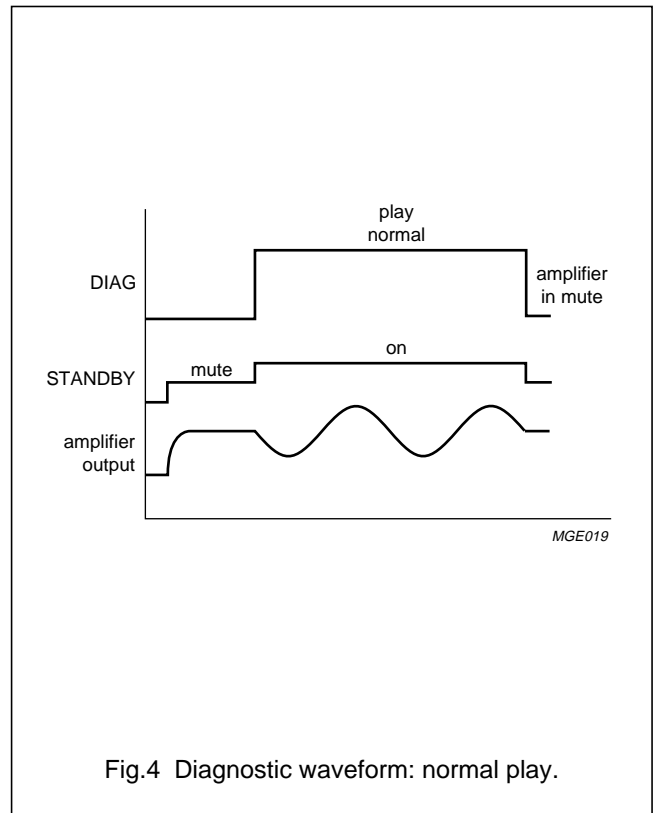 play
normal
DIAG
amplifier
in mute
on
mute
STANDBY
amplifier
output
MGE019
Fig.4 Diagnostic waveform: normal play.